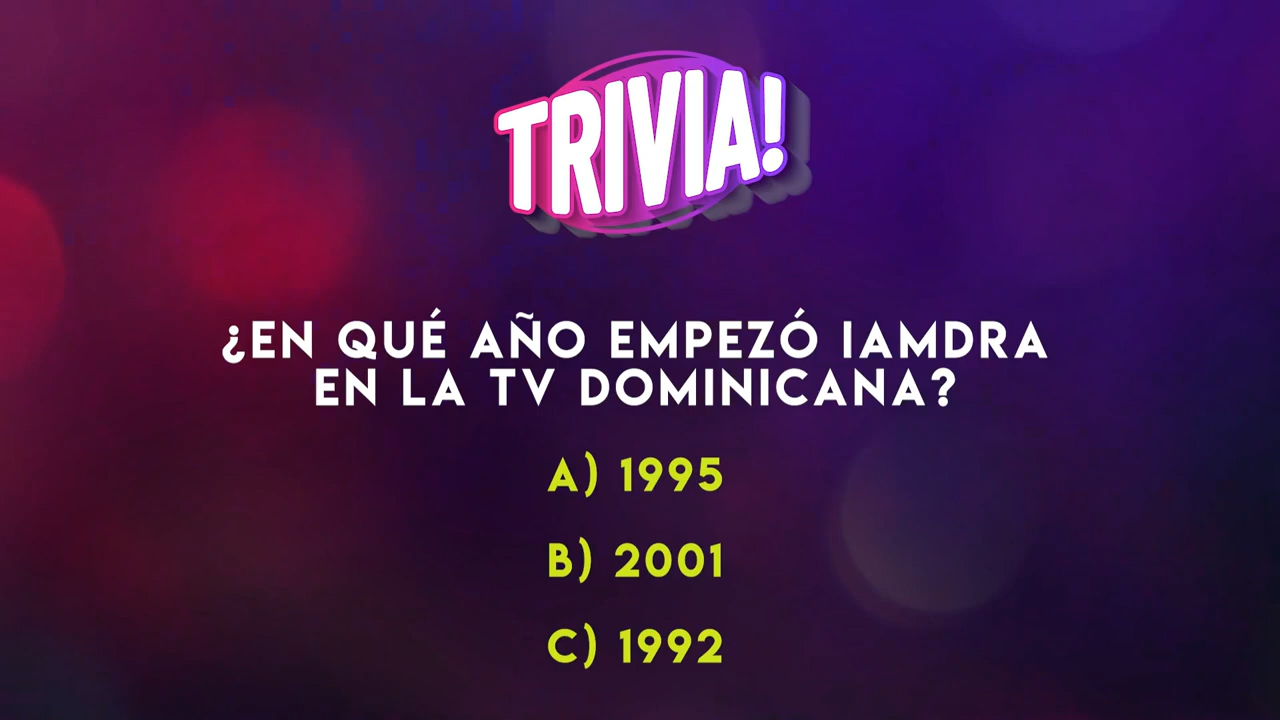 TRIVIA!
¿EN QUÉ AÑO EMPEZÓ IAMDRA
EN LA TV DOMINICANA?
A) 1995
B) 2001
C) 1992